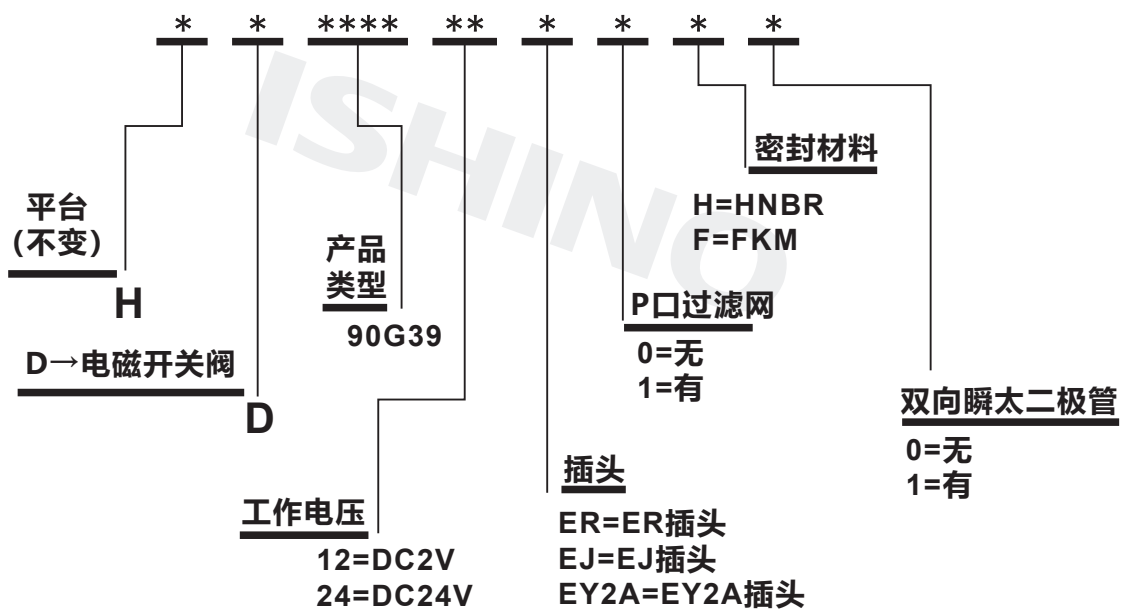 * * **** ** * * * *
ISHINO
密封材料
H=HNBR
F=FKM
平台
(不变)
H
产品
类型
90G39
P口过滤网
0=无
1=有
D→电磁开关阀
D
双向瞬太二极管
0=无
1=有
工作电压
12=DC2V
24=DC24V
插头
ER=ER插头
EJ=EJ插头
EY2A=EY2A插头